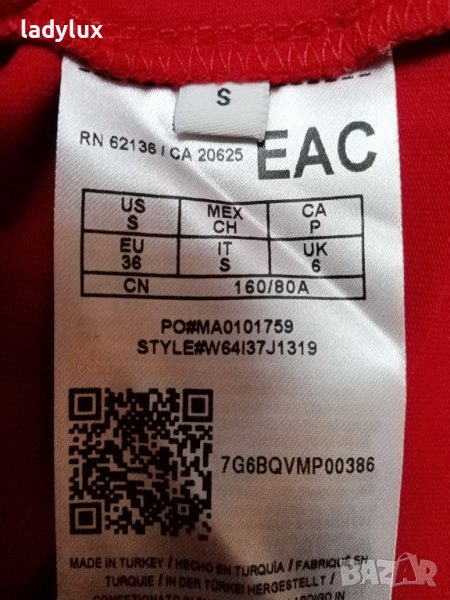 ladylux
S
RN 62136 / CA 20625 EAC
US MEX CA
S CH P
EU IT UK
36 S 6
CN 160/80A
PO#MA0101759
STYLE#W64I37J1319
7G6BQVMP00386
MADE IN TURKEY / HECHO EN TURQUÍA / FABRIQUÉ EN
TURQUIE / IN DER TÜRKEI HERGESTELLT /
BAZAR